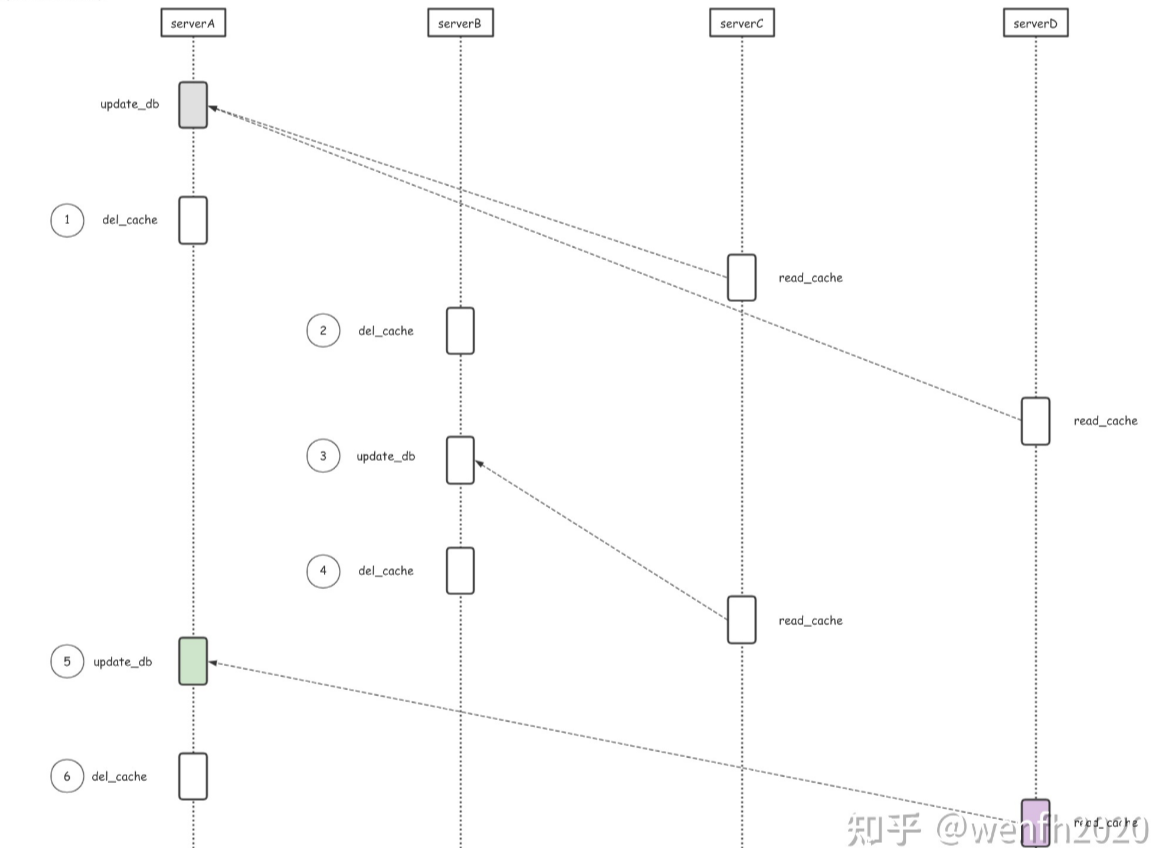 serverA serverB serverC serverD
update_db
1 del_cache
read_cache
2 del_cache
read_cache
3 update_db
4 del_cache
read_cache
5 update_db
6 del_cache
read_cache
知乎 @wenfh2020